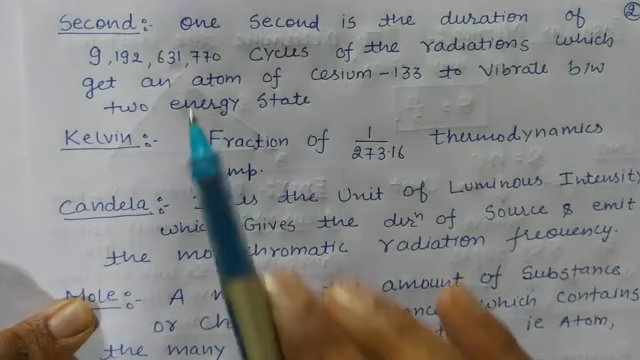 2
Second:- One Second is the duration of
9,192,631,770 Cycles of the radiations which
get an atom of Cesium-133 to vibrate b/w
two energy State
Kelvin:- Fraction of 1/273.16 thermodynamics
mp.
Candela:- is the Unit of Luminous Intensity
which Gives the dirⁿ of Source & emit
the mo chromatic radiation frequency.
Mole:- A amount of Substance
or Ch which contains
the many ie Atom,